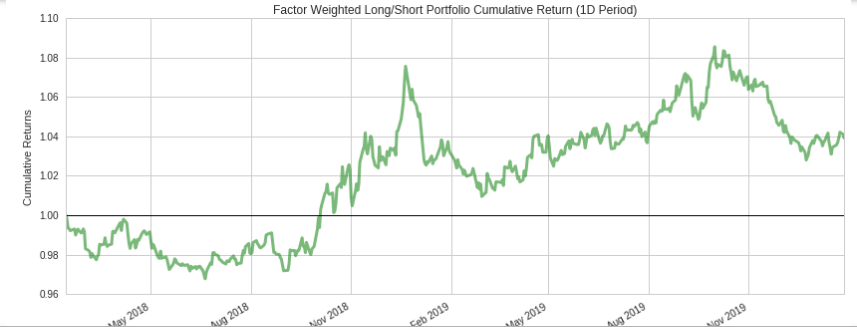 Factor Weighted Long/Short Portfolio Cumulative Return (1D Period)
1.10
1.08
1.06
1.04
1.02
1.00
0.98
0.96
Cumulative Returns
May 2018
Aug 2018
Nov 2018
Feb 2019
May 2019
Aug 2019
Nov 2019